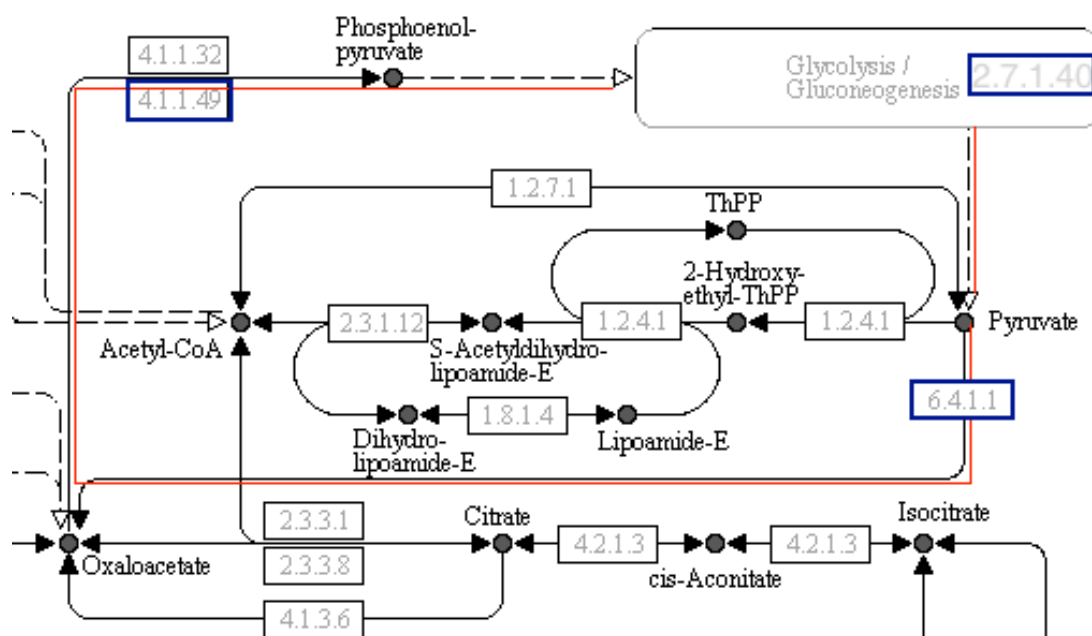 Phosphoenol-
pyruvate
4.1.1.32
4.1.1.49
Glycolysis /
Gluconeogenesis
2.7.1.40
1.2.7.1
ThPP
2-Hydroxy-
ethyl-ThPP
2.3.1.12
1.2.4.1
1.2.4.1
Pyruvate
Acetyl-CoA
S-Acetyldihydro-
lipoamide-E
6.4.1.1
1.8.1.4
Dihydro-
lipoamide-E
Lipoamide-E
2.3.3.1
Citrate
Isocitrate
4.2.1.3
4.2.1.3
Oxaloacetate
2.3.3.8
cis-Aconitate
4.1.3.6